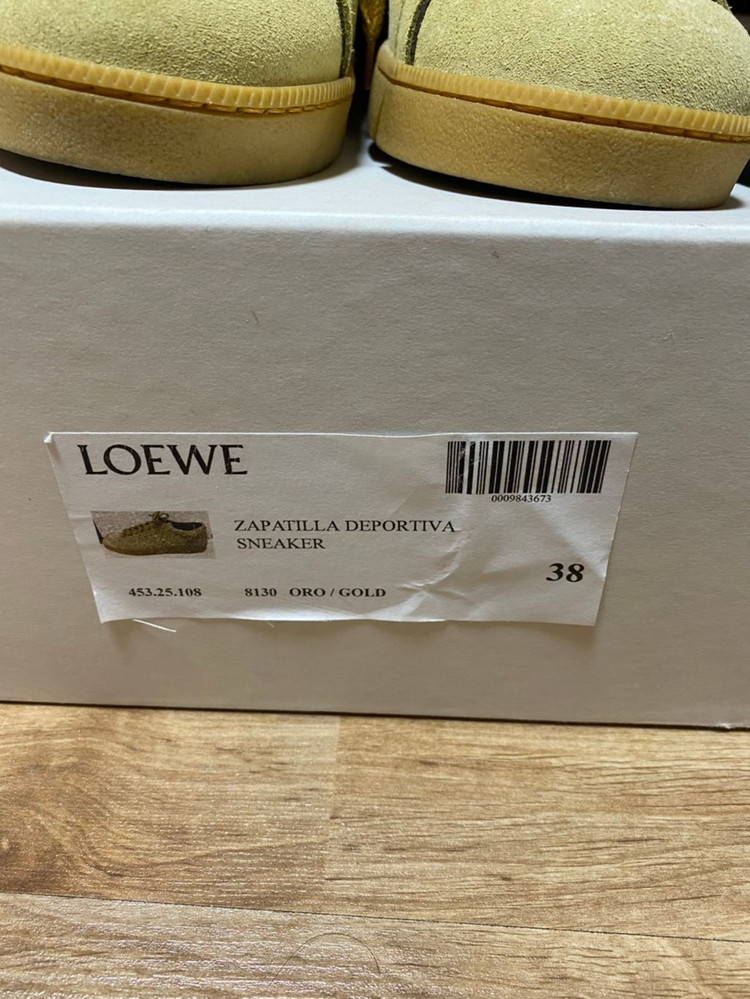 LOEWE
0009843673
ZAPATILLA DEPORTIVA
SNEAKER
38
453.25.108 8130 ORO / GOLD